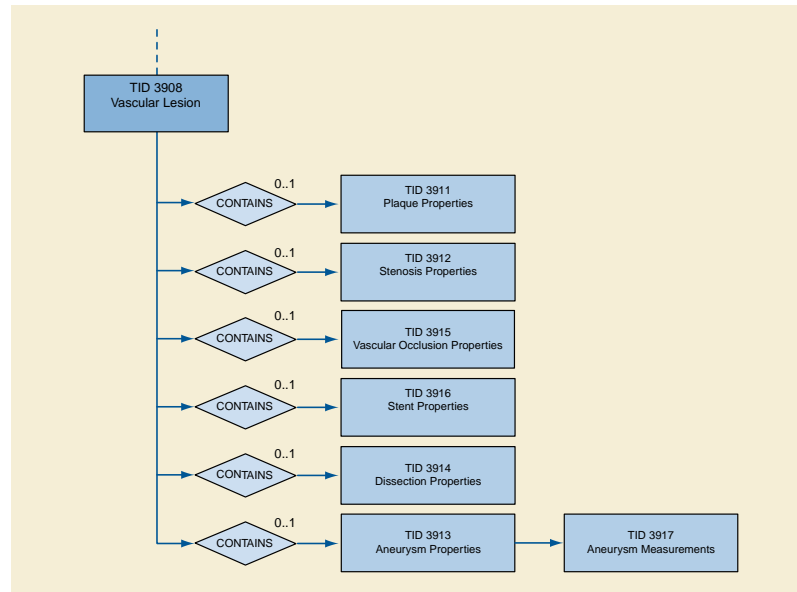 TID 3908
Vascular Lesion
0..1
CONTAINS
TID 3911
Plaque Properties
0..1
CONTAINS
TID 3912
Stenosis Properties
0..1
CONTAINS
TID 3915
Vascular Occlusion Properties
0..1
CONTAINS
TID 3916
Stent Properties
0..1
CONTAINS
TID 3914
Dissection Properties
0..1
CONTAINS
TID 3913
Aneurysm Properties
TID 3917
Aneurysm Measurements